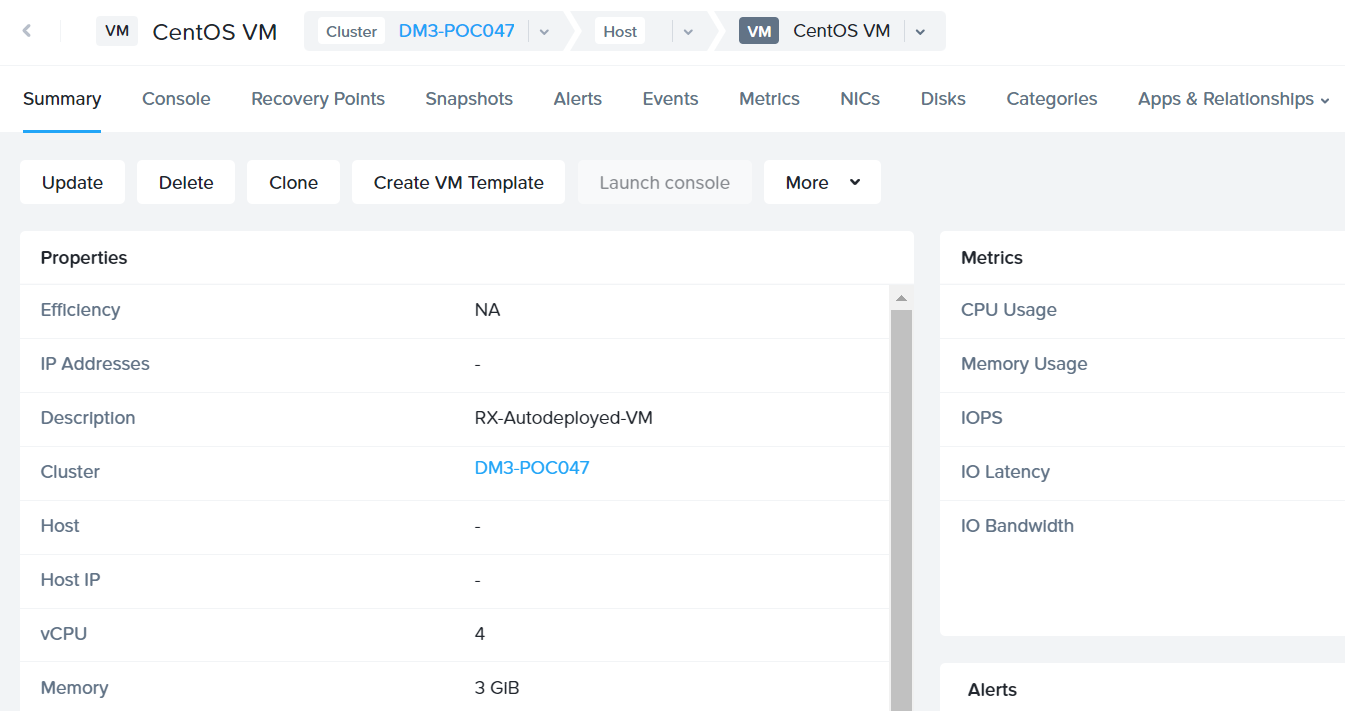 VM CentOS VM Cluster DM3-POC047 Host VM CentOS VM
Summary Console Recovery Points Snapshots Alerts Events Metrics NICs Disks Categories Apps & Relationships
Update Delete Clone Create VM Template Launch console More
Properties
Efficiency NA
IP Addresses -
Description RX-Autodeployed-VM
Cluster DM3-POC047
Host -
Host IP -
vCPU 4
Memory 3 GiB
Metrics
CPU Usage
Memory Usage
IOPS
IO Latency
IO Bandwidth
Alerts